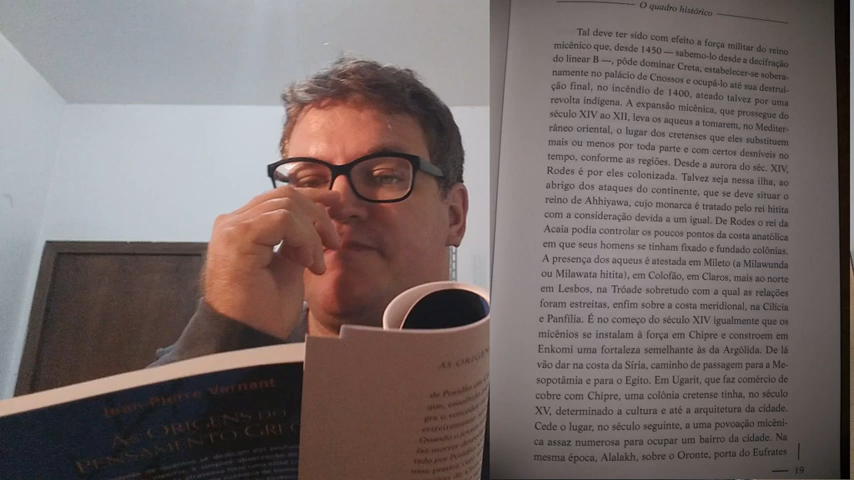 Jean-Pierre Vernant
AS ORIGENS DO
PENSAMENTO
AS ORIGEN
O quadro histórico
Tal deve ter sido com efeito a força militar do reino
micênico que, desde 1450 — sabemo-lo desde a decifração
do linear B —, pôde dominar Creta, estabelecer-se sobera-
namente no palácio de Cnossos e ocupá-lo até sua destrui-
ção final, no incêndio de 1400, ateado talvez por uma
revolta indígena. A expansão micênica, que prossegue do
século XIV ao XII, leva os aqueus a tomarem, no Mediter-
râneo oriental, o lugar dos cretenses que eles substituem
mais ou menos por toda parte e com certos desníveis no
tempo, conforme as regiões. Desde a aurora do séc. XIV,
Rodes é por eles colonizada. Talvez seja nessa ilha, ao
abrigo dos ataques do continente, que se deve situar o
reino de Ahhiyawa, cujo monarca é tratado pelo rei hitita
com a consideração devida a um igual. De Rodes o rei da
Acaia podia controlar os poucos pontos da costa anatólica
em que seus homens se tinham fixado e fundado colônias.
A presença dos aqueus é atestada em Mileto (a Milawunda
ou Milawata hitita), em Colofão, em Claros, mais ao norte
em Lesbos, na Tróade sobretudo com a qual as relações
foram estreitas, enfim sobre a costa meridional, na Cilícia
e Panfília. É no começo do século XIV igualmente que os
micênios se instalam à força em Chipre e constroem em
Enkomi uma fortaleza semelhante às da Argólida. De lá
vão dar na costa da Síria, caminho de passagem para a Me-
sopotâmia e para o Egito. Em Ugarit, que faz comércio de
cobre com Chipre, uma colônia cretense tinha, no século
XV, determinado a cultura e até a arquitetura da cidade.
Cede o lugar, no século seguinte, a uma povoação micêni-
ca assaz numerosa para ocupar um bairro da cidade. Na
mesma época, Alalakh, sobre o Oronte, porta do Eufrates
19